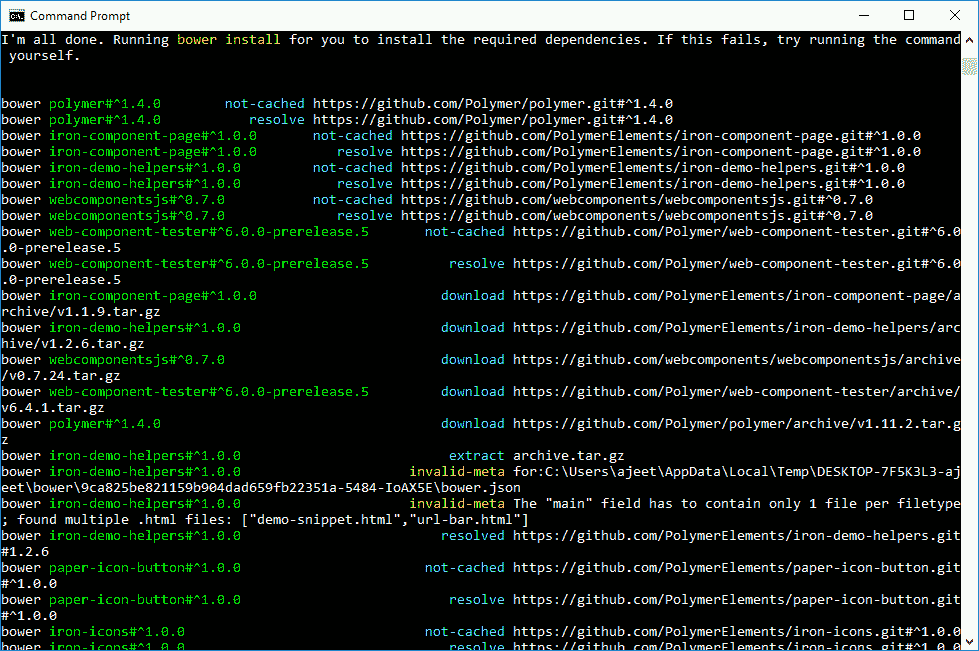 Command Prompt
I'm all done. Running bower install for you to install the required dependencies. If this fails, try running the command
 yourself.
bower polymer#^1.4.0        not-cached https://github.com/Polymer/polymer.git#^1.4.0
bower polymer#^1.4.0           resolve https://github.com/Polymer/polymer.git#^1.4.0
bower iron-component-page#^1.0.0       not-cached https://github.com/PolymerElements/iron-component-page.git#^1.0.0
bower iron-component-page#^1.0.0          resolve https://github.com/PolymerElements/iron-component-page.git#^1.0.0
bower iron-demo-helpers#^1.0.0         not-cached https://github.com/PolymerElements/iron-demo-helpers.git#^1.0.0
bower iron-demo-helpers#^1.0.0            resolve https://github.com/PolymerElements/iron-demo-helpers.git#^1.0.0
bower webcomponentsjs#^0.7.0           not-cached https://github.com/webcomponents/webcomponentsjs.git#^0.7.0
bower webcomponentsjs#^0.7.0              resolve https://github.com/webcomponents/webcomponentsjs.git#^0.7.0
bower web-component-tester#^6.0.0-prerelease.5       not-cached https://github.com/Polymer/web-component-tester.git#^6.0
.0-prerelease.5
bower web-component-tester#^6.0.0-prerelease.5          resolve https://github.com/Polymer/web-component-tester.git#^6.0
.0-prerelease.5
bower iron-component-page#^1.0.0                       download https://github.com/PolymerElements/iron-component-page/a
rchive/v1.1.9.tar.gz
bower iron-demo-helpers#^1.0.0                         download https://github.com/PolymerElements/iron-demo-helpers/arc
hive/v1.2.6.tar.gz
bower webcomponentsjs#^0.7.0                           download https://github.com/webcomponents/webcomponentsjs/archive
/v0.7.24.tar.gz
bower web-component-tester#^6.0.0-prerelease.5         download https://github.com/Polymer/web-component-tester/archive/
v6.4.1.tar.gz
bower polymer#^1.4.0                                   download https://github.com/Polymer/polymer/archive/v1.11.2.tar.g
z
bower iron-demo-helpers#^1.0.0                          extract archive.tar.gz
bower iron-demo-helpers#^1.0.0                     invalid-meta for:C:\Users\ajeet\AppData\Local\Temp\DESKTOP-7F5K3L3-aj
eet\bower\9ca825be821159b904dad659fb22351a-5484-IoAX5E\bower.json
bower iron-demo-helpers#^1.0.0                     invalid-meta The "main" field has to contain only 1 file per filetype
; found multiple .html files: ["demo-snippet.html","url-bar.html"]
bower iron-demo-helpers#^1.0.0                         resolved https://github.com/PolymerElements/iron-demo-helpers.git
#1.2.6
bower paper-icon-button#^1.0.0                       not-cached https://github.com/PolymerElements/paper-icon-button.git
#^1.0.0
bower paper-icon-button#^1.0.0                          resolve https://github.com/PolymerElements/paper-icon-button.git
#^1.0.0
bower iron-icons#^1.0.0                              not-cached https://github.com/PolymerElements/iron-icons.git#^1.0.0
bower iron-icons#^1.0.0                                 resolve https://github.com/PolymerElements/iron-icons.git#^1.0.0